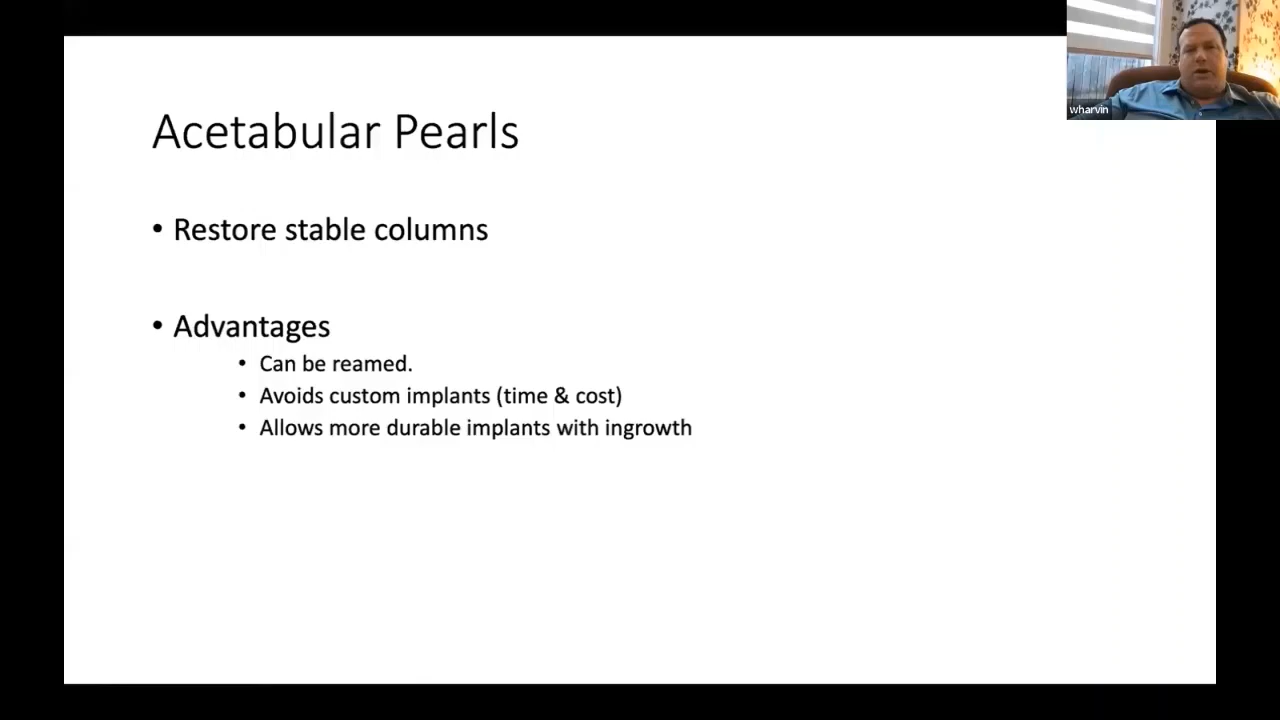 wharvin
Acetabular Pearls
• Restore stable columns
• Advantages
• Can be reamed.
• Avoids custom implants (time & cost)
• Allows more durable implants with ingrowth